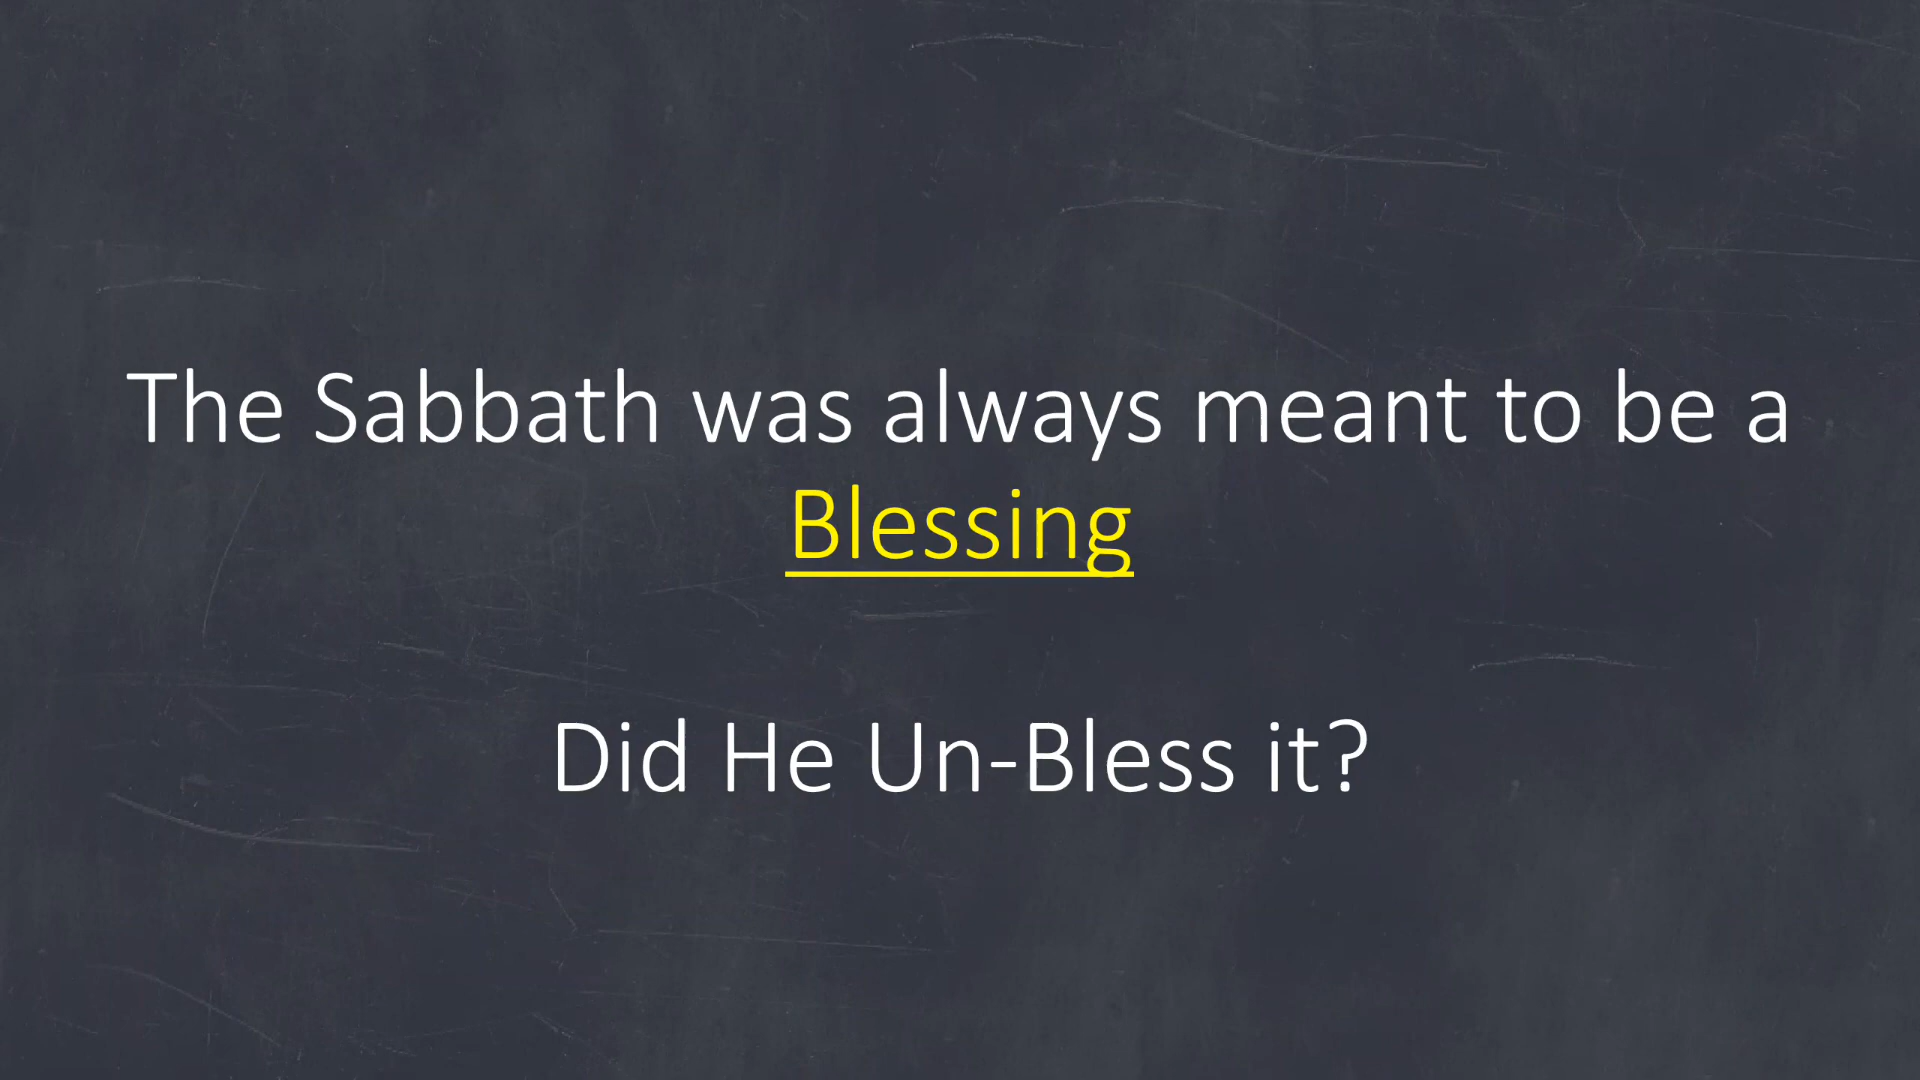 The Sabbath was always meant to be a
Blessing
Did He Un-Bless it?